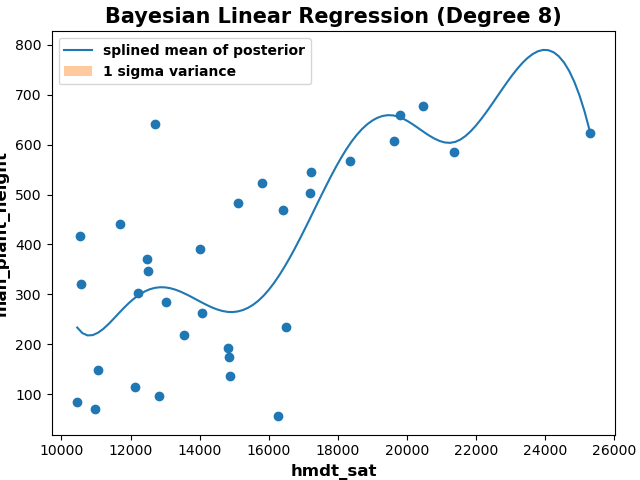 Bayesian Linear Regression (Degree 8)
splined mean of posterior
1 sigma variance
800
700
600
500
400
300
200
100
10000 12000 14000 16000 18000 20000 22000 24000 26000
hmdt_sat